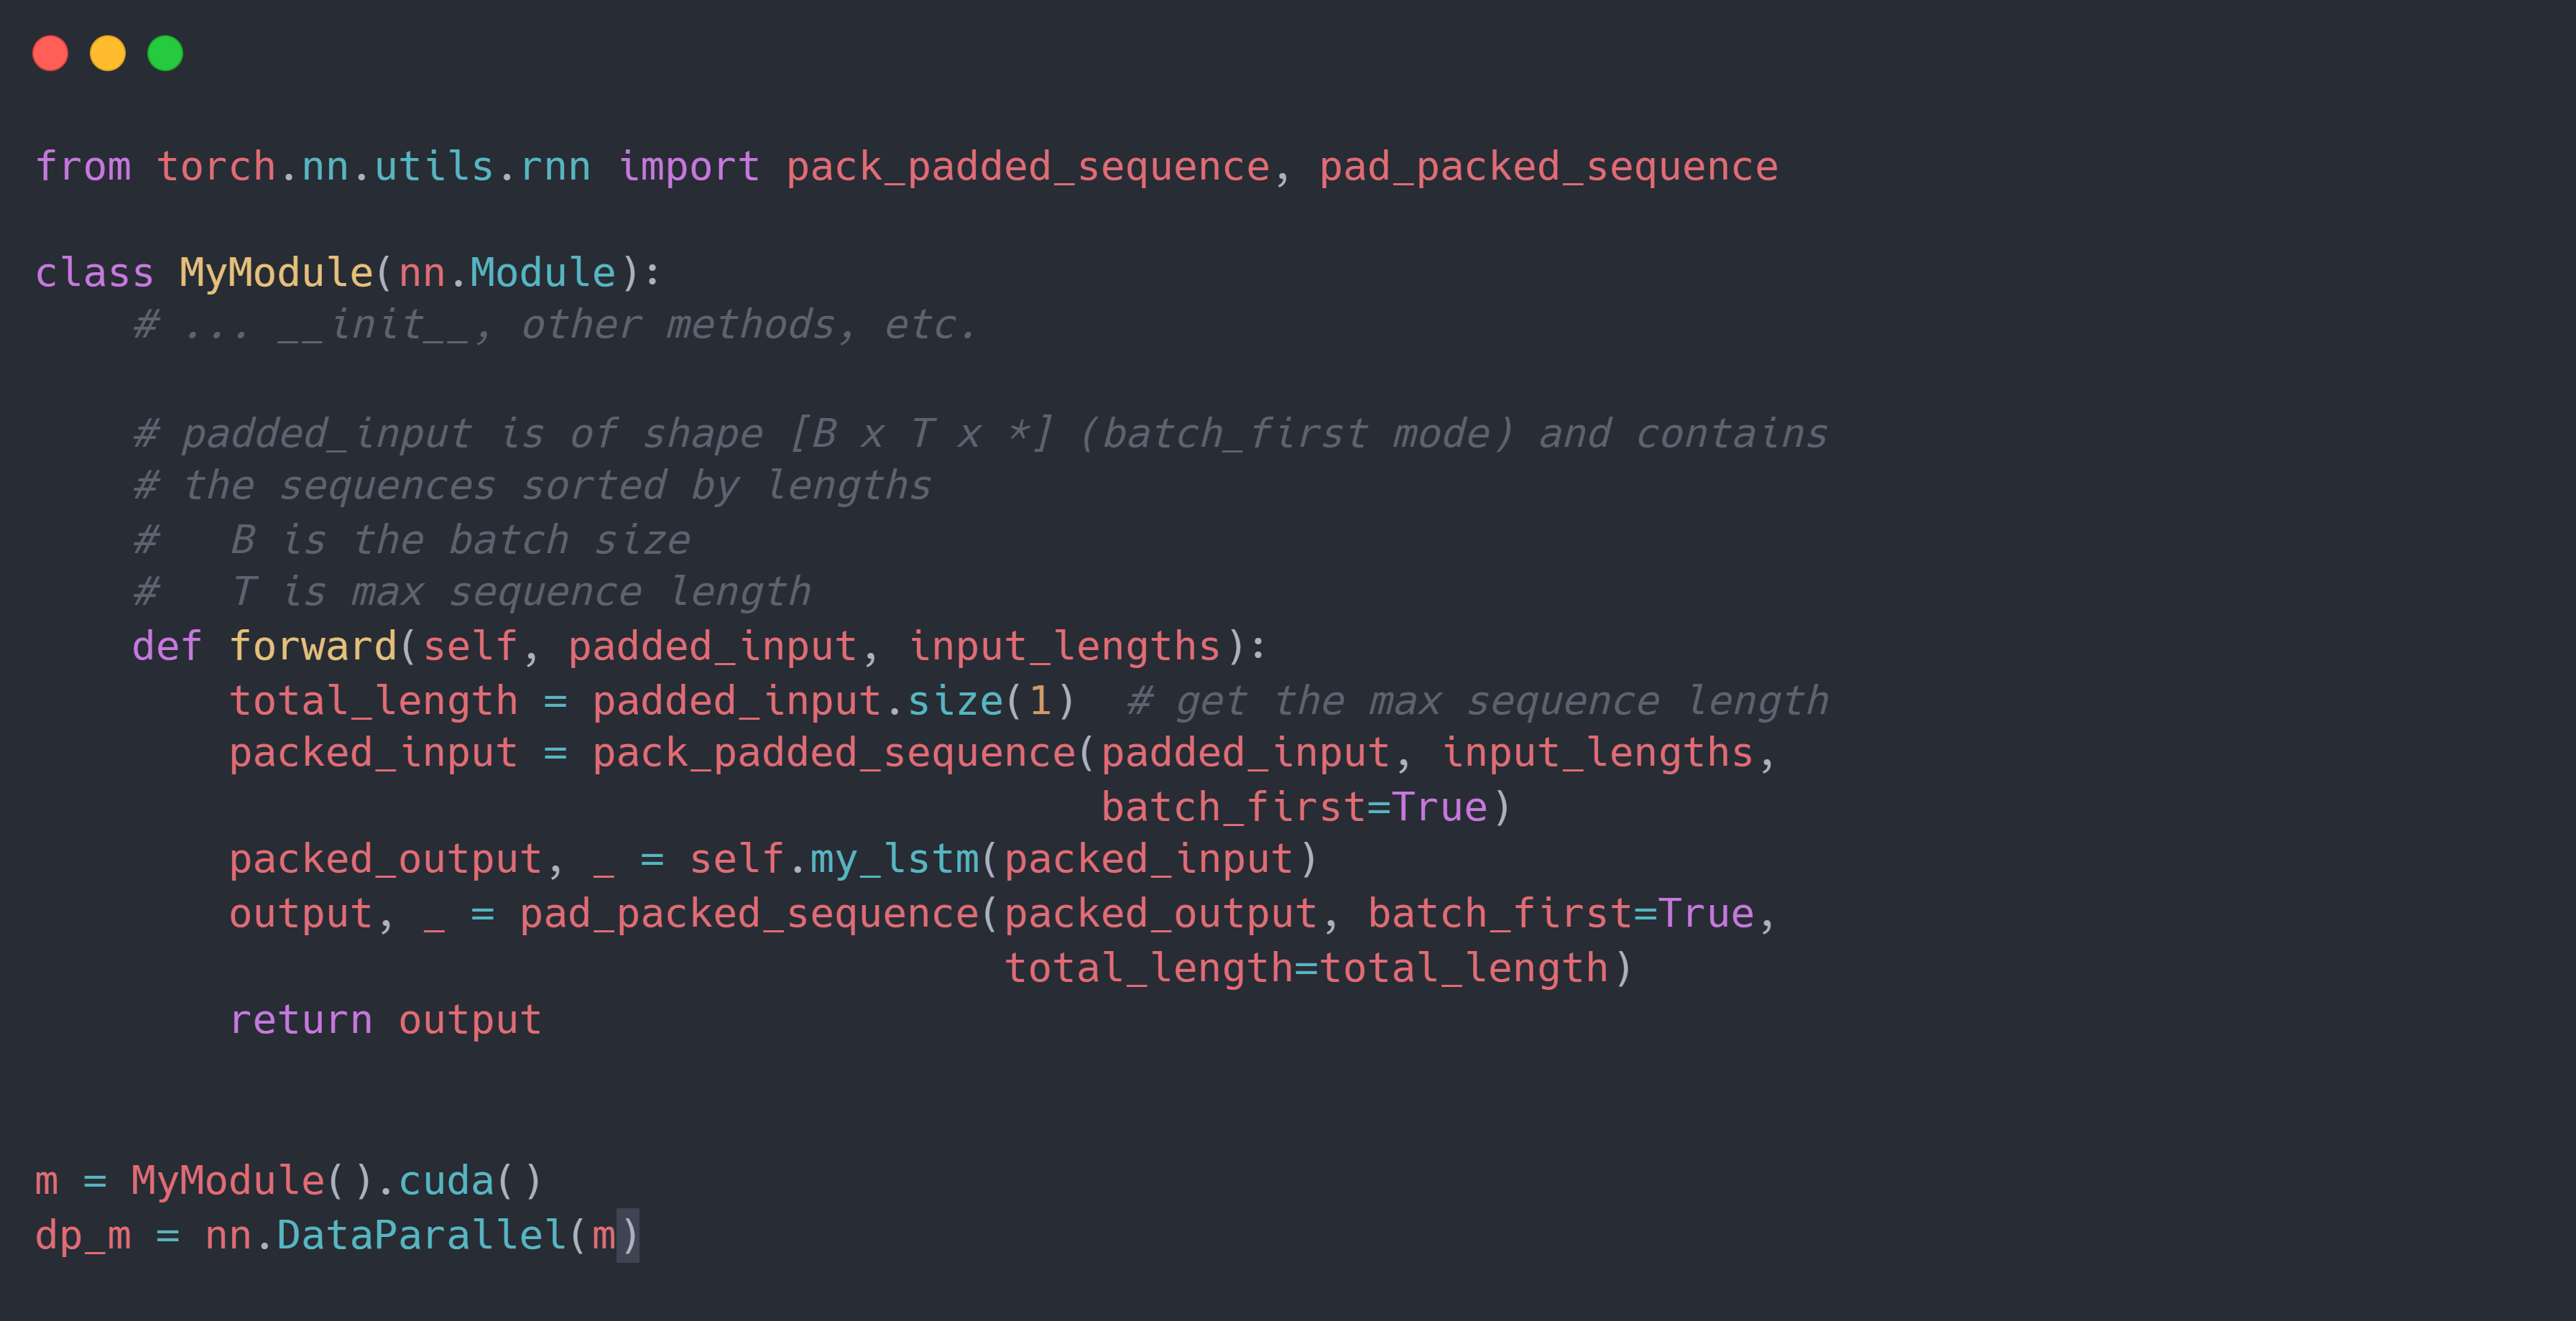 from torch.nn.utils.rnn import pack_padded_sequence, pad_packed_sequence

class MyModule(nn.Module):
    # ... __init__, other methods, etc.

    # padded_input is of shape [B x T x *] (batch_first mode) and contains
    # the sequences sorted by lengths
    #   B is the batch size
    #   T is max sequence length
    def forward(self, padded_input, input_lengths):
        total_length = padded_input.size(1)  # get the max sequence length
        packed_input = pack_padded_sequence(padded_input, input_lengths,
                                            batch_first=True)
        packed_output, _ = self.my_lstm(packed_input)
        output, _ = pad_packed_sequence(packed_output, batch_first=True,
                                        total_length=total_length)
        return output


m = MyModule().cuda()
dp_m = nn.DataParallel(m)